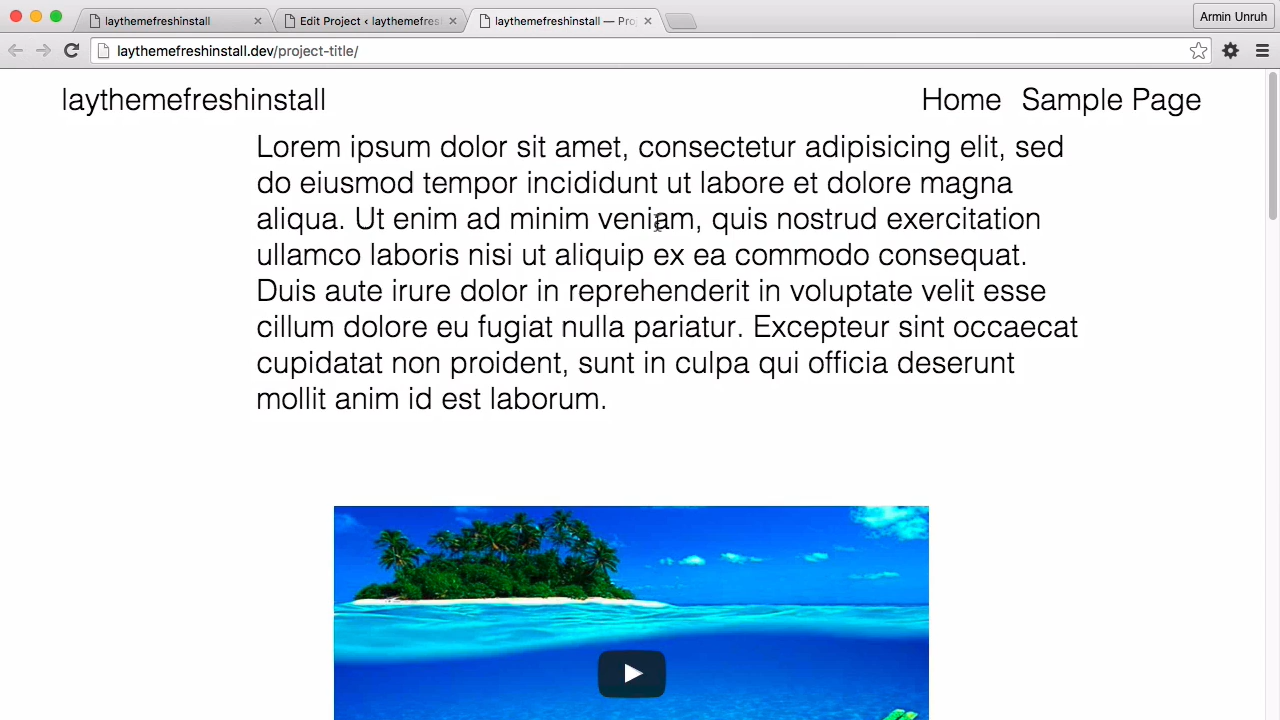 laythemefreshinstall
Edit Project ‹ laythemefres
laythemefreshinstall — Pro
Armin Unruh
laythemefreshinstall.dev/project-title/
laythemefreshinstall
Home Sample Page
Lorem ipsum dolor sit amet, consectetur adipisicing elit, sed
do eiusmod tempor incididunt ut labore et dolore magna
aliqua. Ut enim ad minim veniam, quis nostrud exercitation
ullamco laboris nisi ut aliquip ex ea commodo consequat.
Duis aute irure dolor in reprehenderit in voluptate velit esse
cillum dolore eu fugiat nulla pariatur. Excepteur sint occaecat
cupidatat non proident, sunt in culpa qui officia deserunt
mollit anim id est laborum.